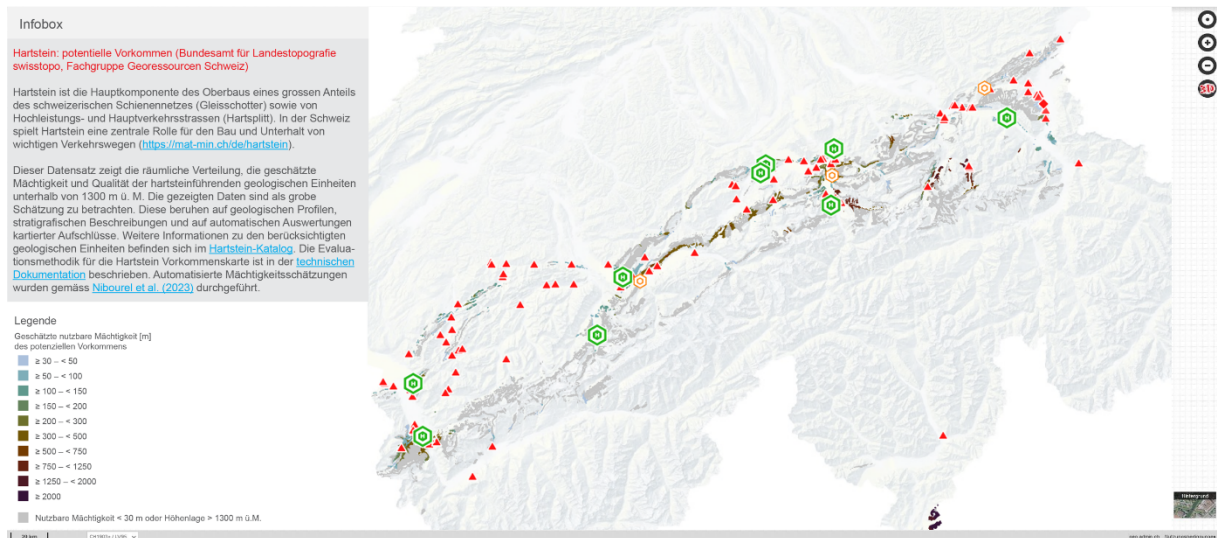 Infobox
Hartstein: potentielle Vorkommen (Bundesamt für Landestopografie
swisstopo, Fachgruppe Georessourcen Schweiz)
Hartstein ist die Hauptkomponente des Oberbaus eines grossen Anteils
des schweizerischen Schienennetzes (Gleisschotter) sowie von
Hochleistungs- und Hauptverkehrsstrassen (Hartsplitt). In der Schweiz
spielt Hartstein eine zentrale Rolle für den Bau und Unterhalt von
wichtigen Verkehrswegen (https://mat-min.ch/de/hartstein).
Dieser Datensatz zeigt die räumliche Verteilung, die geschätzte
Mächtigkeit und Qualität der hartsteinführenden geologischen Einheiten
unterhalb von 1300 m ü. M. Die gezeigten Daten sind als grobe
Schätzung zu betrachten. Diese beruhen auf geologischen Profilen,
stratigrafischen Beschreibungen und auf automatischen Auswertungen
kartierter Aufschlüsse. Weitere Informationen zu den berücksichtigten
geologischen Einheiten befinden sich im Hartstein-Katalog. Die Evalua-
tionsmethodik für die Hartstein Vorkommenskarte ist in der technischen
Dokumentation beschrieben. Automatisierte Mächtigkeitsschätzungen
wurden gemäss Nibourel et al. (2023) durchgeführt.
Legende
Geschätzte nutzbare Mächtigkeit [m]
des potenziellen Vorkommens
≥ 30 – < 50
≥ 50 – < 100
≥ 100 – < 150
≥ 150 – < 200
≥ 200 – < 300
≥ 300 – < 500
≥ 500 – < 750
≥ 750 – < 1250
≥ 1250 – < 2000
≥ 2000
Nutzbare Mächtigkeit < 30 m oder Höhenlage > 1300 m ü.M.
3D
Hintergrund
H
H
H
H
H
H
H
H
H